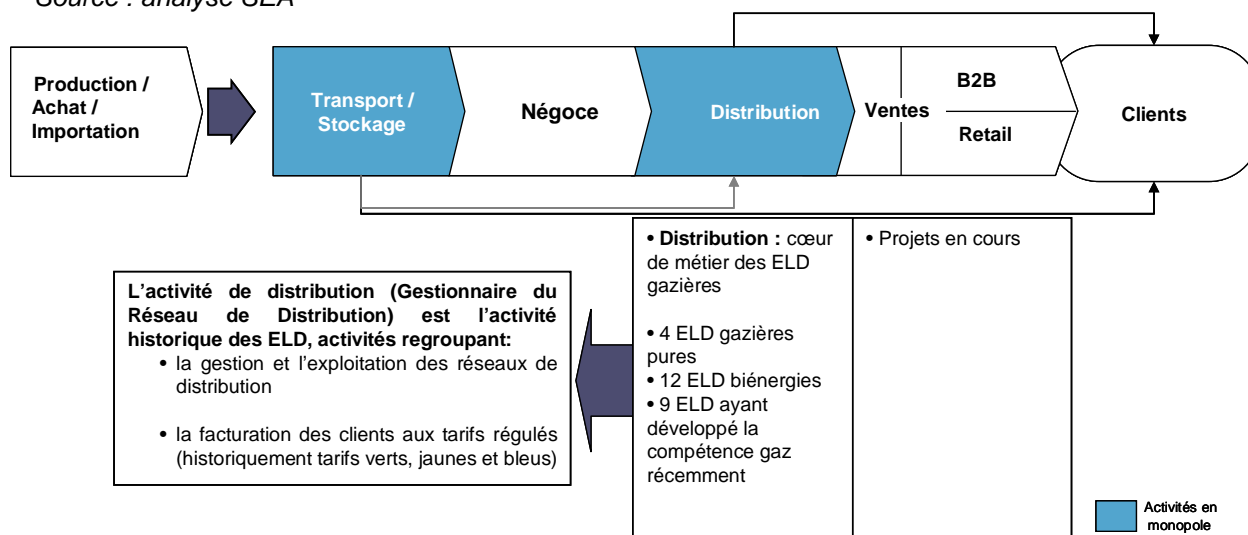 Source : analyse SEA
Production /
Achat /
Importation
Transport /
Stockage
Négoce
Distribution
Ventes
B2B
Retail
Clients
• Distribution : cœur
de métier des ELD
gazières
• 4 ELD gazières
pures
• 12 ELD biénergies
• 9 ELD ayant
développé la
compétence gaz
récemment
• Projets en cours
L'activité de distribution (Gestionnaire du
Réseau de Distribution) est l'activité
historique des ELD, activités regroupant:
• la gestion et l'exploitation des réseaux de
distribution
• la facturation des clients aux tarifs régulés
(historiquement tarifs verts, jaunes et bleus)
Activités en
monopole